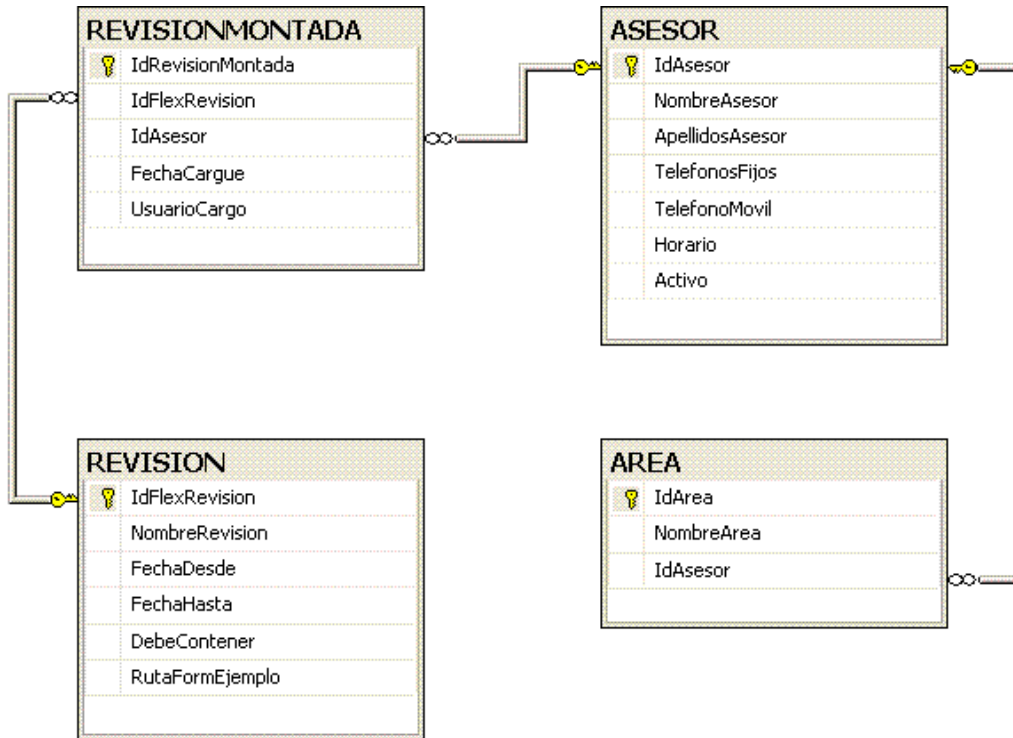 REVISIONMONTADA
IdRevisionMontada
IdFlexRevision
IdAsesor
FechaCargue
UsuarioCargo
ASESOR
IdAsesor
NombreAsesor
ApellidosAsesor
TelefonosFijos
TelefonoMovil
Horario
Activo
REVISION
IdFlexRevision
NombreRevision
FechaDesde
FechaHasta
DebeContener
RutaFormEjemplo
AREA
IdArea
NombreArea
IdAsesor